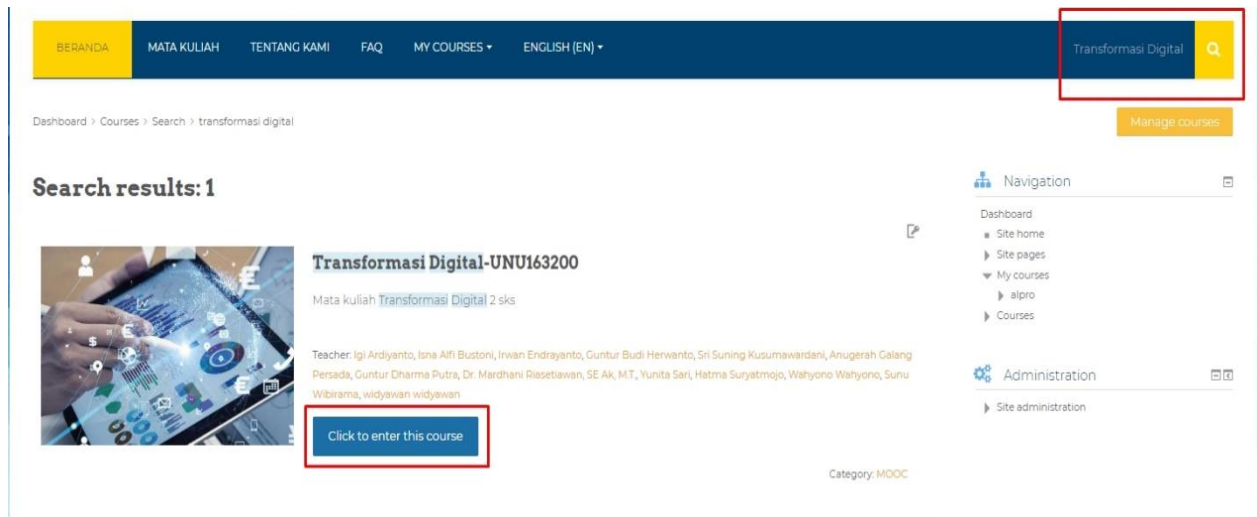 BERANDA MATA KULIAH TENTANG KAMI FAQ MY COURSES ENGLISH (EN) Transformasi Digital
Dashboard > Courses > Search > transformasi digital
Manage courses
Search results: 1
Transformasi Digital-UNU163200
Mata kuliah Transformasi Digital 2 sks
Teacher: Igi Ardiyanto, Isna Alfi Bustoni, Irwan Endrayanto, Guntur Budi Herwanto, Sri Suning Kusumawardani, Anugerah Galang
Persada, Guntur Dharma Putra, Dr. Mardhani Riasetiawan, SE Ak, M.T., Yunita Sari, Hatma Suryatmojo, Wahyono Wahyono, Sunu
Wibirama, widyawan widyawan
Click to enter this course
Category: MOOC
Navigation
Dashboard
Site home
Site pages
My courses
alpro
Courses
Administration
Site administration